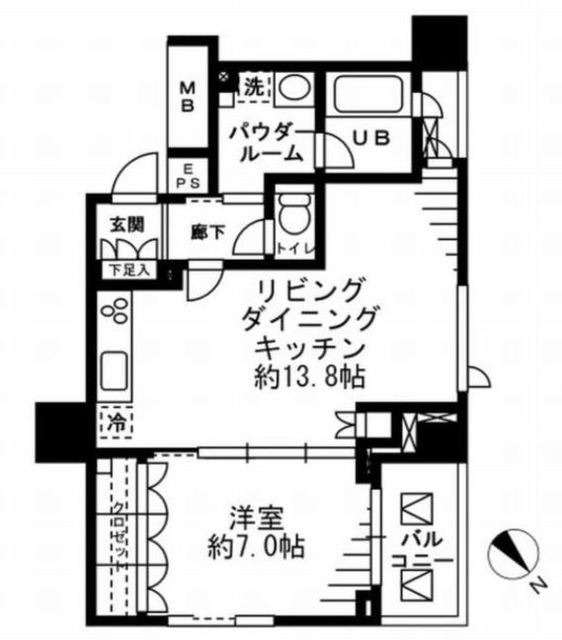 MB
洗
パウダー
ルーム
UB
EPS
玄関
廊下
トイレ
下足入
リビング
ダイニング
キッチン
約13.8帖
冷
クロゼット
洋室
約7.0帖
バル
コニー
N